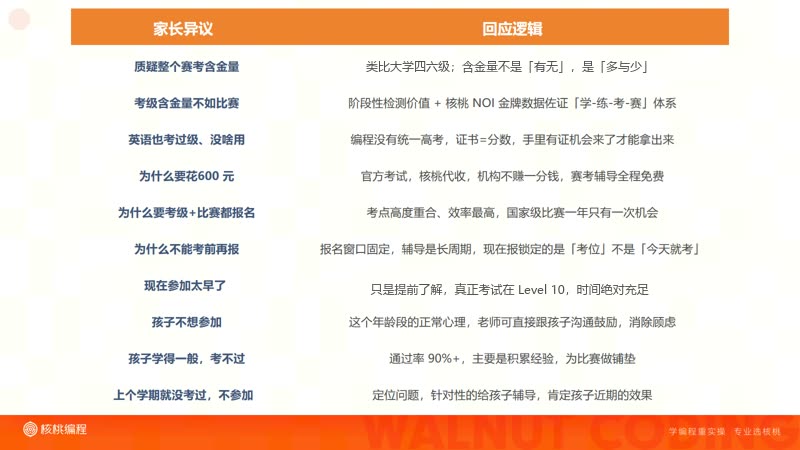 家长异议 回应逻辑
质疑整个赛考含金量 类比大学四六级；含金量不是「有无」，是「多与少」
考级含金量不如比赛 阶段性检测价值 + 核桃 NOI 金牌数据佐证「学-练-考-赛」体系
英语也考过级、没啥用 编程没有统一高考，证书=分数，手里有证机会来了才能拿出来
为什么要花600 元 官方考试，核桃代收，机构不赚一分钱，赛考辅导全程免费
为什么要考级+比赛都报名 考点高度重合、效率最高，国家级比赛一年只有一次机会
为什么不能考前再报 报名窗口固定，辅导是长周期，现在报锁定的是「考位」不是「今天就考」
现在参加太早了 只是提前了解，真正考试在 Level 10，时间绝对充足
孩子不想参加 这个年龄段的正常心理，老师可直接跟孩子沟通鼓励，消除顾虑
孩子学得一般，考不过 通过率 90%+，主要是积累经验，为比赛做铺垫
上个学期就没考过，不参加 定位问题，针对性的给孩子辅导，肯定孩子近期的效果
核桃编程 WALNUT CODING 学编程重实操 专业选核桃